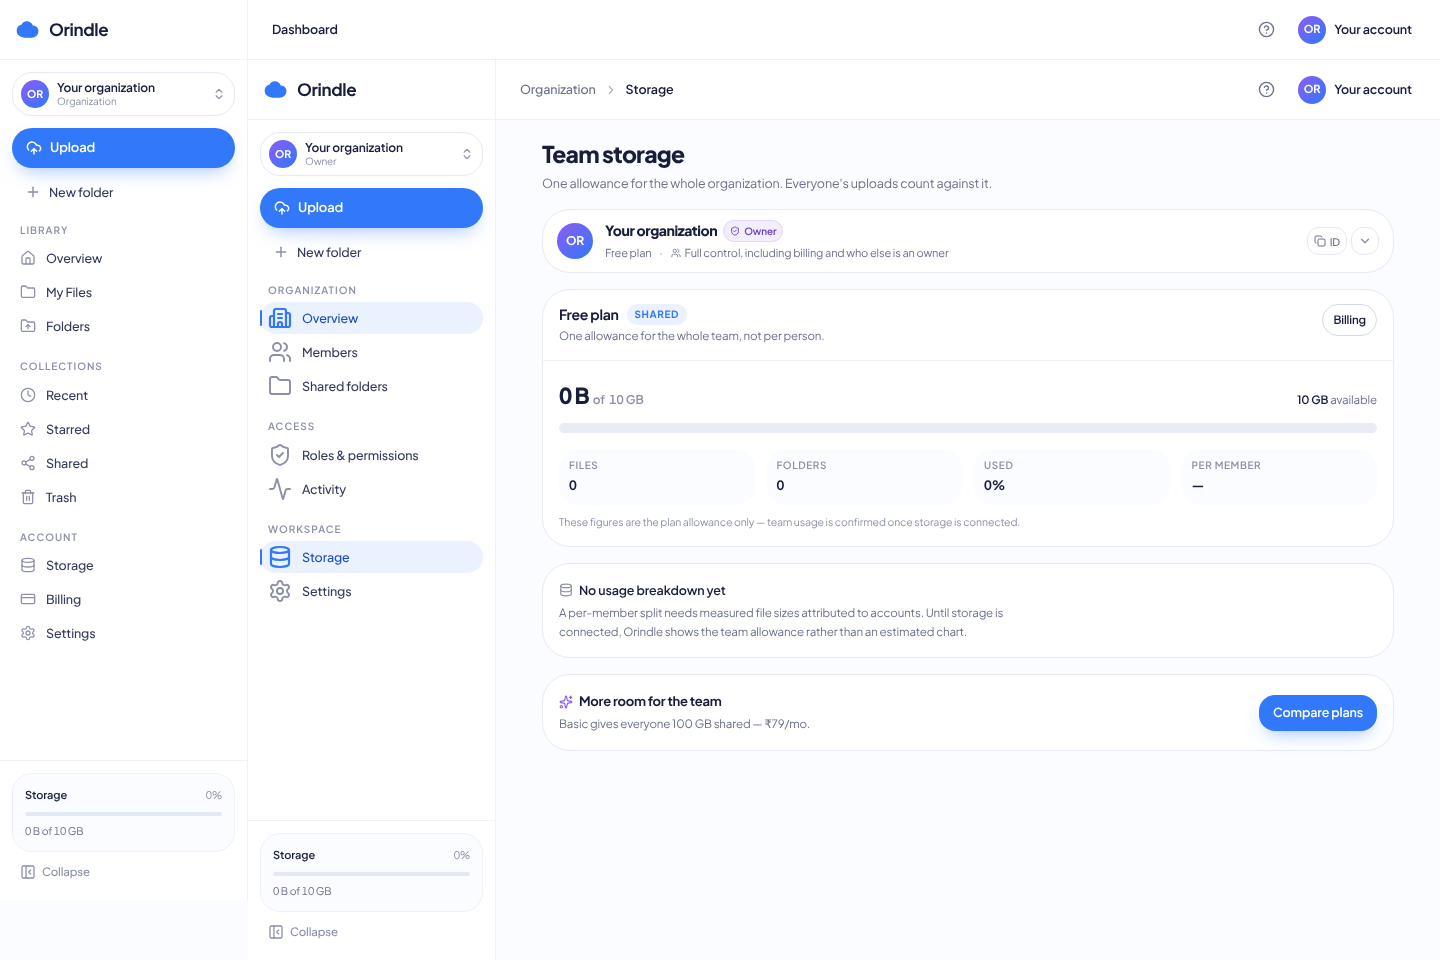 Orindle
Your organization
Organization
Upload
New folder
LIBRARY
Overview
My Files
Folders
COLLECTIONS
Recent
Starred
Shared
Trash
ACCOUNT
Storage
Billing
Settings
Storage 0%
0 B of 10 GB
Collapse
Dashboard
OR Your account
Orindle
OR Your organization
Owner
Upload
New folder
ORGANIZATION
Overview
Members
Shared folders
ACCESS
Roles & permissions
Activity
WORKSPACE
Storage
Settings
Storage 0%
0 B of 10 GB
Collapse
Organization > Storage
OR Your account
Team storage
One allowance for the whole organization. Everyone's uploads count against it.
OR Your organization Owner
Free plan · Full control, including billing and who else is an owner
ID
Free plan SHARED
One allowance for the whole team, not per person.
Billing
0 B of 10 GB
10 GB available
FILES
0
FOLDERS
0
USED
0%
PER MEMBER
—
These figures are the plan allowance only — team usage is confirmed once storage is connected.
No usage breakdown yet
A per-member split needs measured file sizes attributed to accounts. Until storage is
connected, Orindle shows the team allowance rather than an estimated chart.
More room for the team
Basic gives everyone 100 GB shared — ₹79/mo.
Compare plans